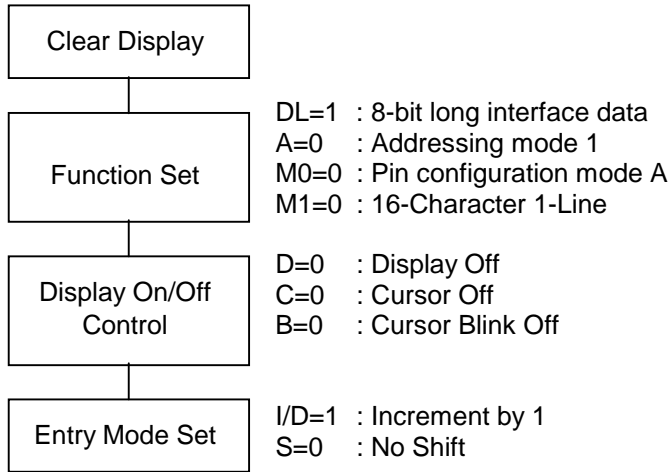 Clear Display
Function Set
DL=1 : 8-bit long interface data
A=0 : Addressing mode 1
M0=0 : Pin configuration mode A
M1=0 : 16-Character 1-Line
Display On/Off
Control
D=0 : Display Off
C=0 : Cursor Off
B=0 : Cursor Blink Off
Entry Mode Set
I/D=1 : Increment by 1
S=0 : No Shift